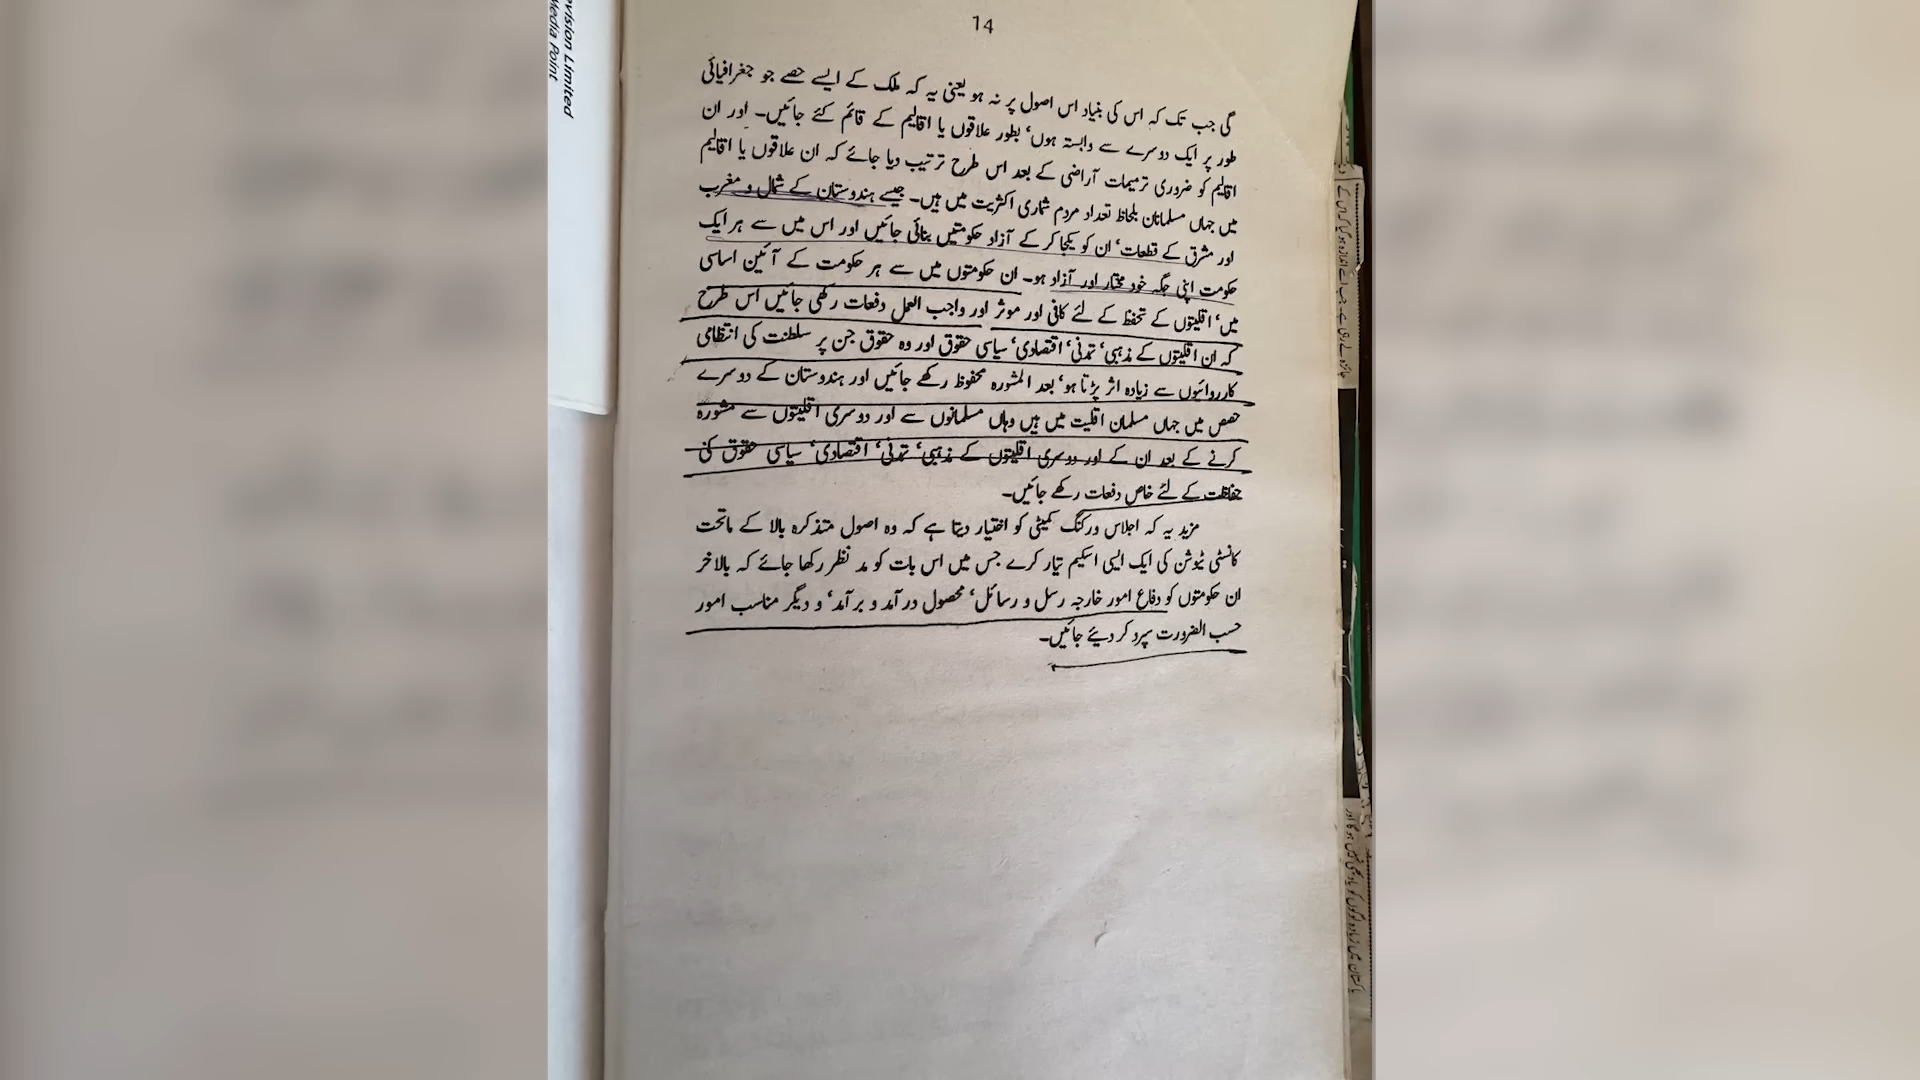 14
گی جب تک کہ اس کی بنیاد اس اصول پر نہ ہو یعنی یہ کہ ملک کے ایسے حصے جو جغرافیائی
طور پر ایک دوسرے سے وابستہ ہوں‘ بطور علاقوں یا اقالیم کے قائم کئے جائیں۔ اور ان
اقالیم کو ضروری ترمیمات آراضی کے بعد اس طرح ترتیب دیا جائے کہ ان علاقوں یا اقالیم
میں جہاں مسلمانان بلحاظ تعداد مردم شماری اکثریت میں ہیں۔ جیسے ہندوستان کے شمال و مغرب
اور مشرق کے قطعات‘ ان کو یکجا کر کے آزاد حکومتیں بنائی جائیں اور اس میں سے ہر ایک
حکومت اپنی جگہ خود مختار اور آزاد ہو۔ ان حکومتوں میں سے ہر حکومت کے آئین اساسی
میں‘ اقلیتوں کے تحفظ کے لئے کافی اور موثر اور واجب العمل دفعات رکھی جائیں اس طرح
کہ ان اقلیتوں کے مذہبی‘ تمدنی‘ اقتصادی‘ سیاسی حقوق اور وہ حقوق جن پر سلطنت کی انتظامی
کارروائیوں سے زیادہ اثر پڑتا ہو‘ بعد المشورہ محفوظ رکھے جائیں اور ہندوستان کے دوسرے
حصص میں جہاں مسلمان اقلیت میں ہیں وہاں مسلمانوں سے اور دوسری اقلیتوں سے مشورہ
کرنے کے بعد ان کے اور دوسری اقلیتوں کے مذہبی‘ تمدنی‘ اقتصادی‘ سیاسی حقوق کی
حفاظت کے لئے خاص دفعات رکھے جائیں۔
مزید یہ کہ اجلاس ورکنگ کمیٹی کو اختیار دیتا ہے کہ وہ اصول متذکرہ بالا کے ماتحت
کانسٹی ٹیوشن کی ایک ایسی اسکیم تیار کرے جس میں اس بات کو مد نظر رکھا جائے کہ بالاخر
ان حکومتوں کو دفاع امور خارجہ رسل و رسائل‘ محصول در آمد و بر آمد‘ و دیگر مناسب امور
حسب الضرورت سپرد کر دیئے جائیں۔
vision Limited
Media Point